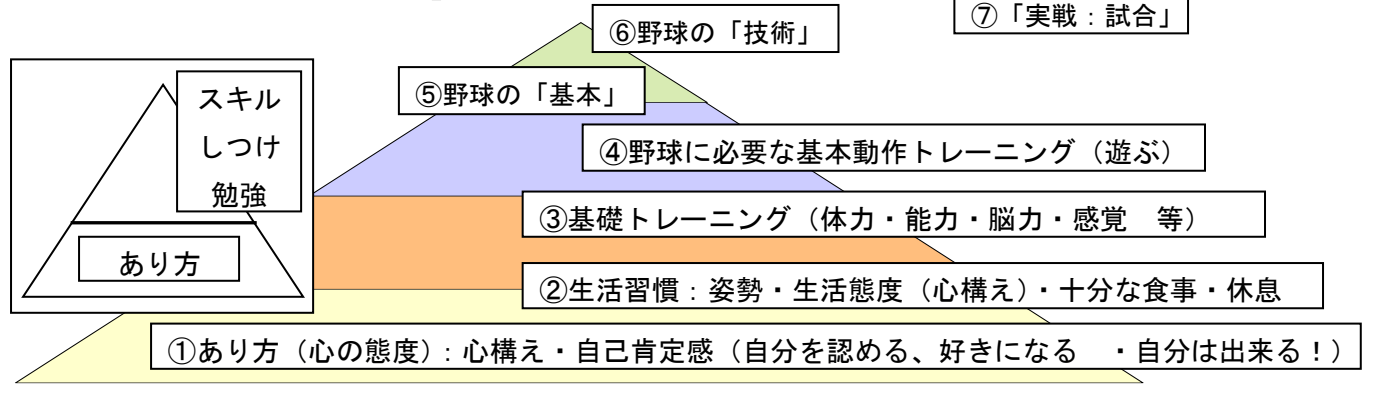 ⑦「実戦：試合」
⑥野球の「技術」
⑤野球の「基本」
スキル
しつけ
勉強
あり方
④野球に必要な基本動作トレーニング（遊ぶ）
③基礎トレーニング（体力・能力・脳力・感覚　等）
②生活習慣：姿勢・生活態度（心構え）・十分な食事・休息
①あり方（心の態度）：心構え・自己肯定感（自分を認める、好きになる　・自分は出来る！）